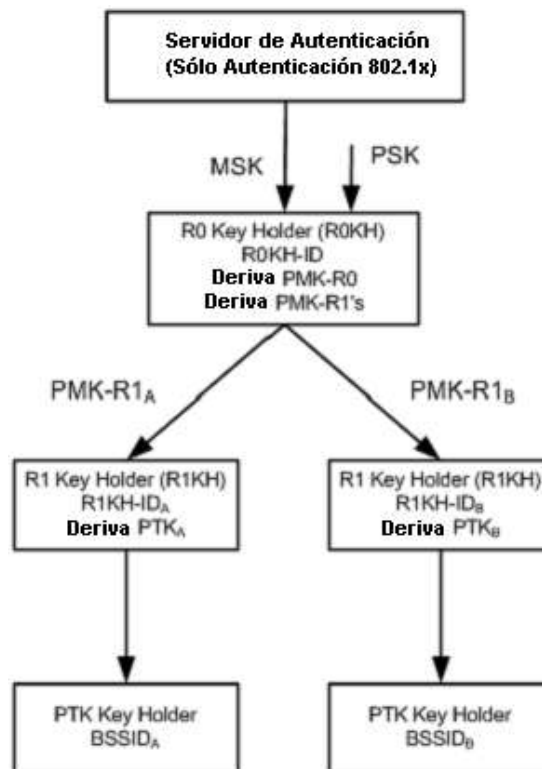 Servidor de Autenticación
(Sólo Autenticación 802.1x)
MSK
PSK
R0 Key Holder (R0KH)
R0KH-ID
Deriva PMK-R0
Deriva PMK-R1's
PMK-R1A
PMK-R1B
R1 Key Holder (R1KH)
R1KH-IDA
Deriva PTKA
R1 Key Holder (R1KH)
R1KH-IDB
Deriva PTKB
PTK Key Holder
BSSIDA
PTK Key Holder
BSSIDB